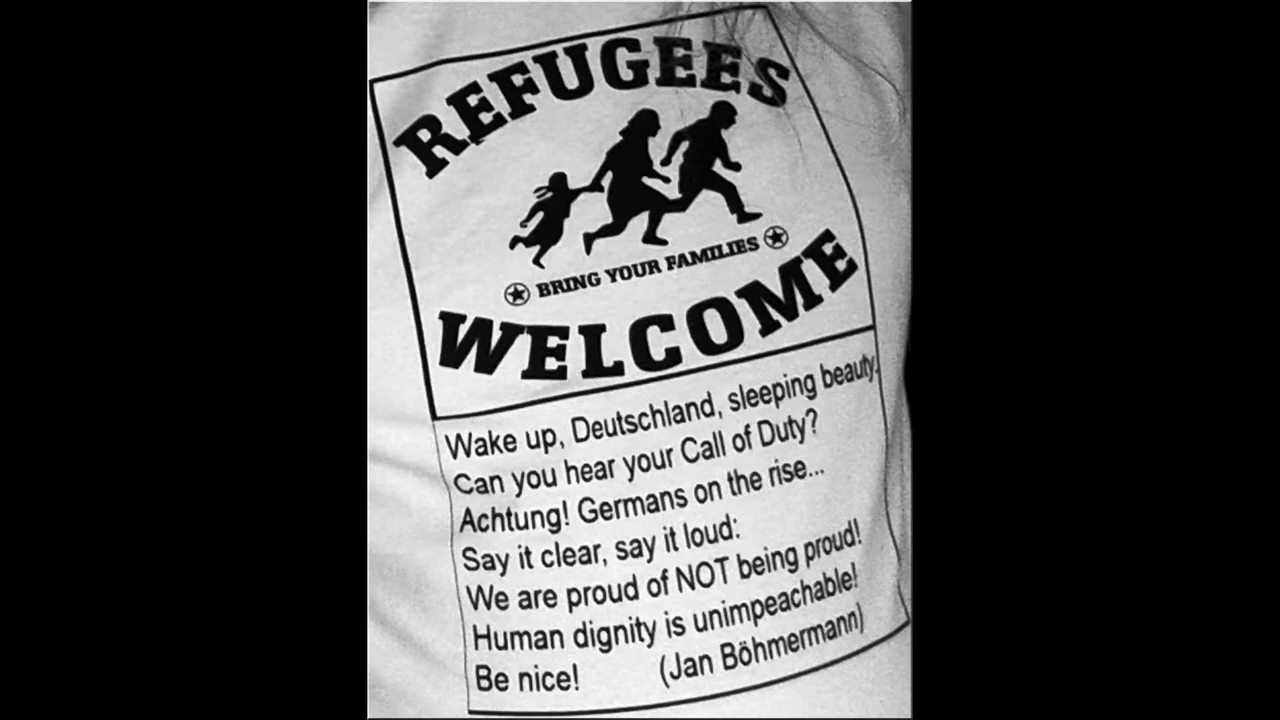 REFUGEES
BRING YOUR FAMILIES
WELCOME
Wake up, Deutschland, sleeping beauty.
Can you hear your Call of Duty?
Achtung! Germans on the rise...
Say it clear, say it loud:
We are proud of NOT being proud!
Human dignity is unimpeachable!
Be nice! (Jan Böhmermann)